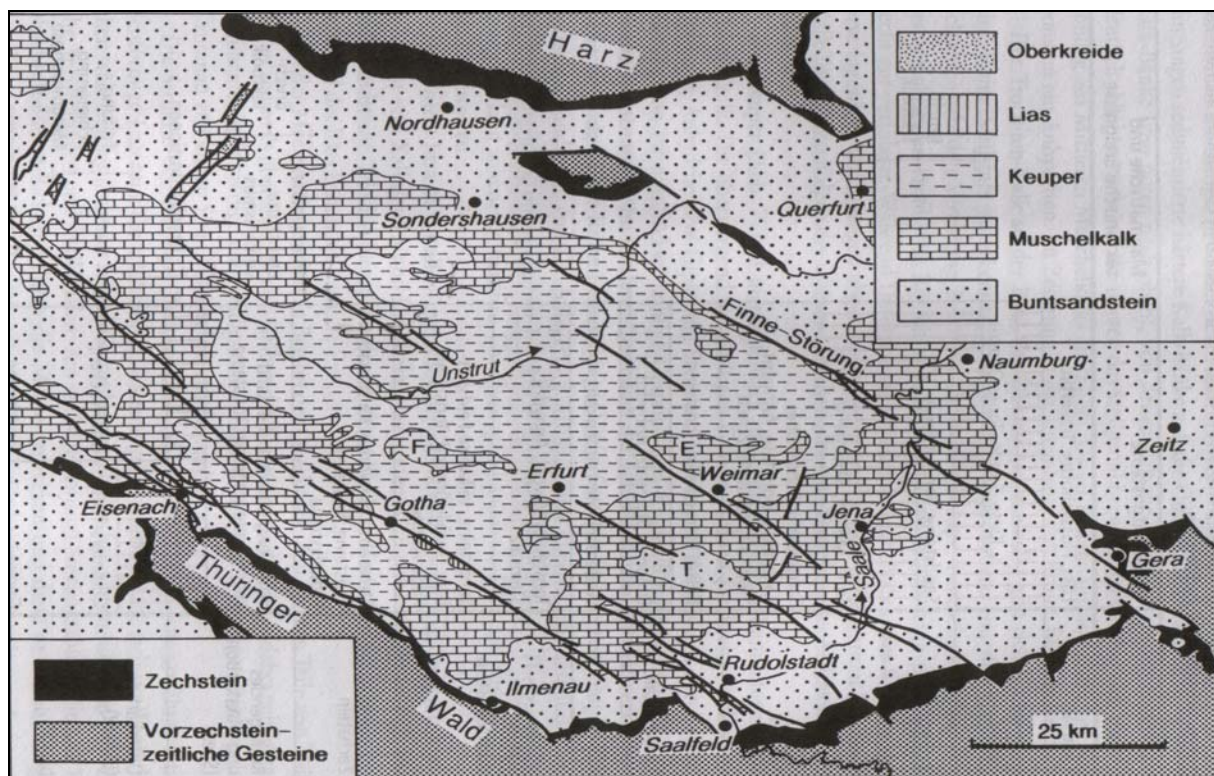 Harz
Oberkreide
Lias
Keuper
Muschelkalk
Buntsandstein
Nordhausen
Sondershausen
Querfurt
Finne-Störung
Naumburg
Unstrut
Zeitz
F
E
Erfurt
Weimar
Eisenach
Gotha
Jena
Saale
Gera
T
Thüringer
Wald
Rudolstadt
Ilmenau
Saalfeld
Zechstein
Vorzechstein-
zeitliche Gesteine
25 km